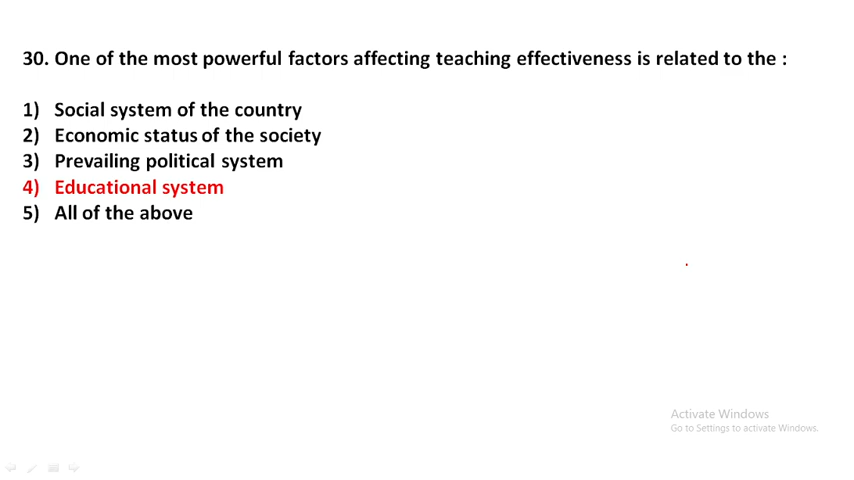 30. One of the most powerful factors affecting teaching effectiveness is related to the :
1) Social system of the country
2) Economic status of the society
3) Prevailing political system
4) Educational system
5) All of the above
Activate Windows
Go to Settings to activate Windows.